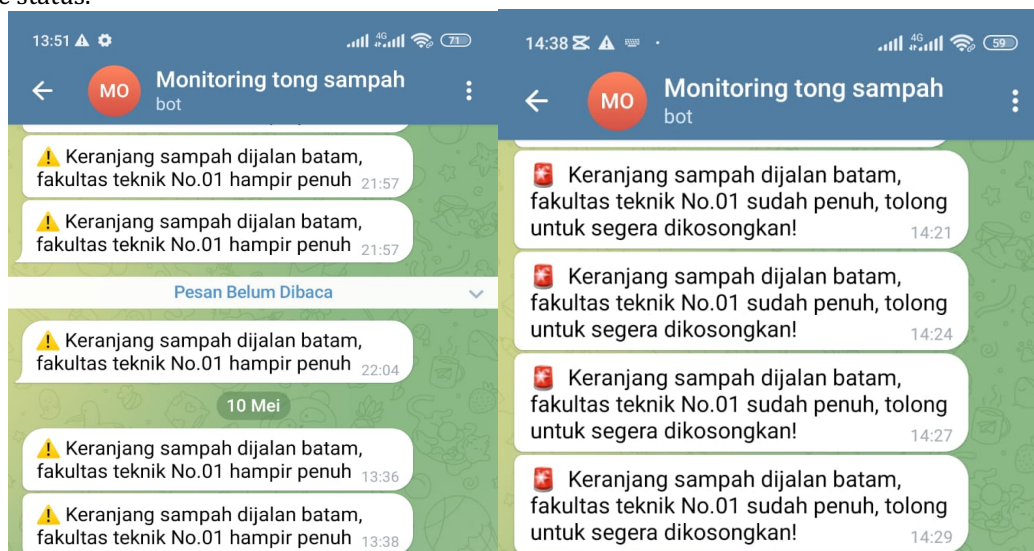 e status.
13:51
4G
71
MO
Monitoring tong sampah
bot
⚠️ Keranjang sampah dijalan batam,
fakultas teknik No.01 hampir penuh 21:57
⚠️ Keranjang sampah dijalan batam,
fakultas teknik No.01 hampir penuh 21:57
Pesan Belum Dibaca
⚠️ Keranjang sampah dijalan batam,
fakultas teknik No.01 hampir penuh 22:04
10 Mei
⚠️ Keranjang sampah dijalan batam,
fakultas teknik No.01 hampir penuh 13:36
⚠️ Keranjang sampah dijalan batam,
fakultas teknik No.01 hampir penuh 13:38
14:38
4G
59
MO
Monitoring tong sampah
bot
🚨 Keranjang sampah dijalan batam,
fakultas teknik No.01 sudah penuh, tolong
untuk segera dikosongkan! 14:21
🚨 Keranjang sampah dijalan batam,
fakultas teknik No.01 sudah penuh, tolong
untuk segera dikosongkan! 14:24
🚨 Keranjang sampah dijalan batam,
fakultas teknik No.01 sudah penuh, tolong
untuk segera dikosongkan! 14:27
🚨 Keranjang sampah dijalan batam,
fakultas teknik No.01 sudah penuh, tolong
untuk segera dikosongkan! 14:29